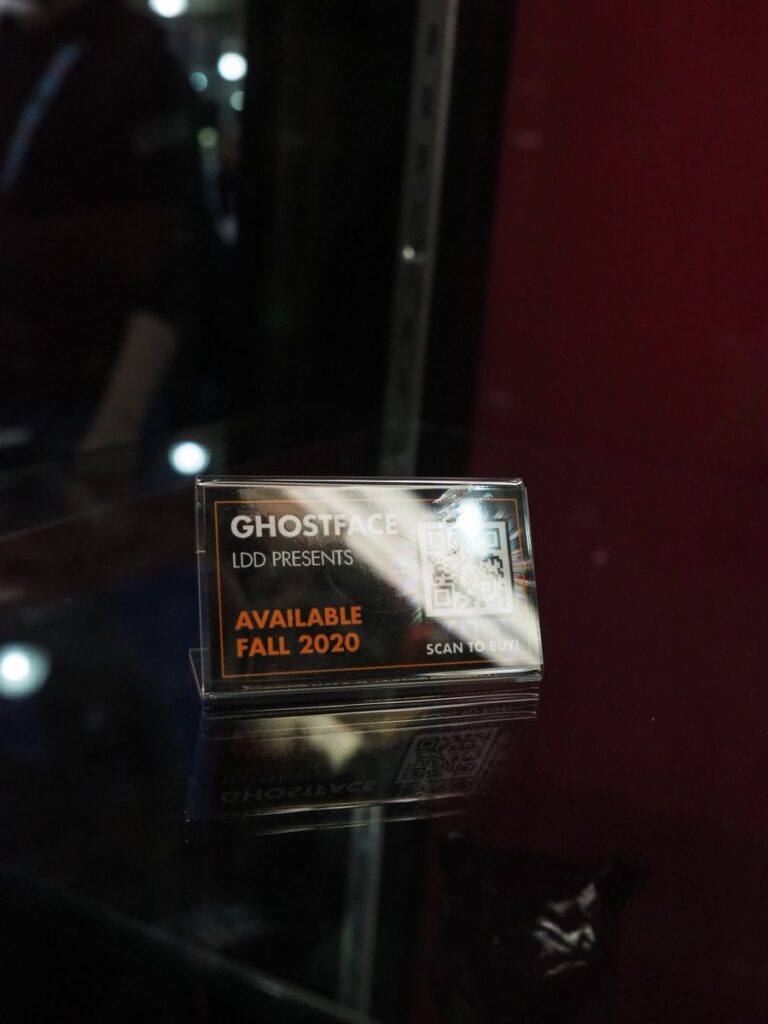 GHOSTFACE
LDD PRESENTS
AVAILABLE
FALL 2020
SCAN TO BUY!